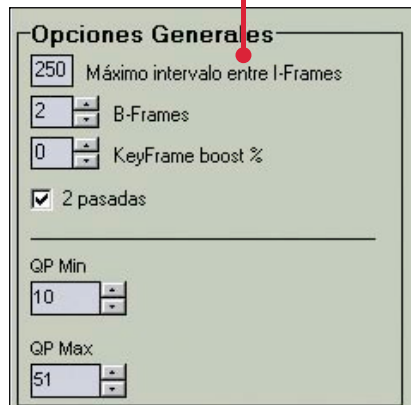 Opciones Generales
250 Máximo intervalo entre I-Frames
2 B-Frames
0 KeyFrame boost %
2 pasadas
QP Min
10
QP Max
51